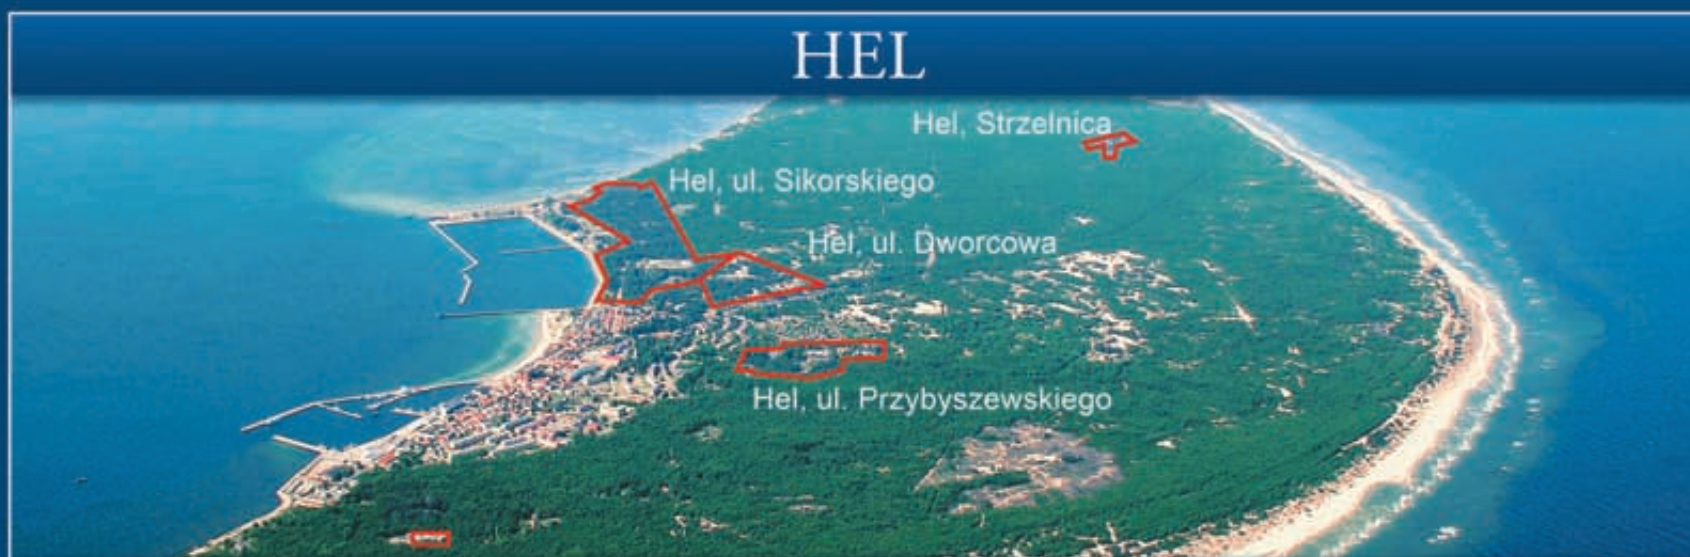 HEL
Hel, Strzelnica
Hel, ul. Sikorskiego
Hel, ul. Dworcowa
Hel, ul. Przybyszewskiego